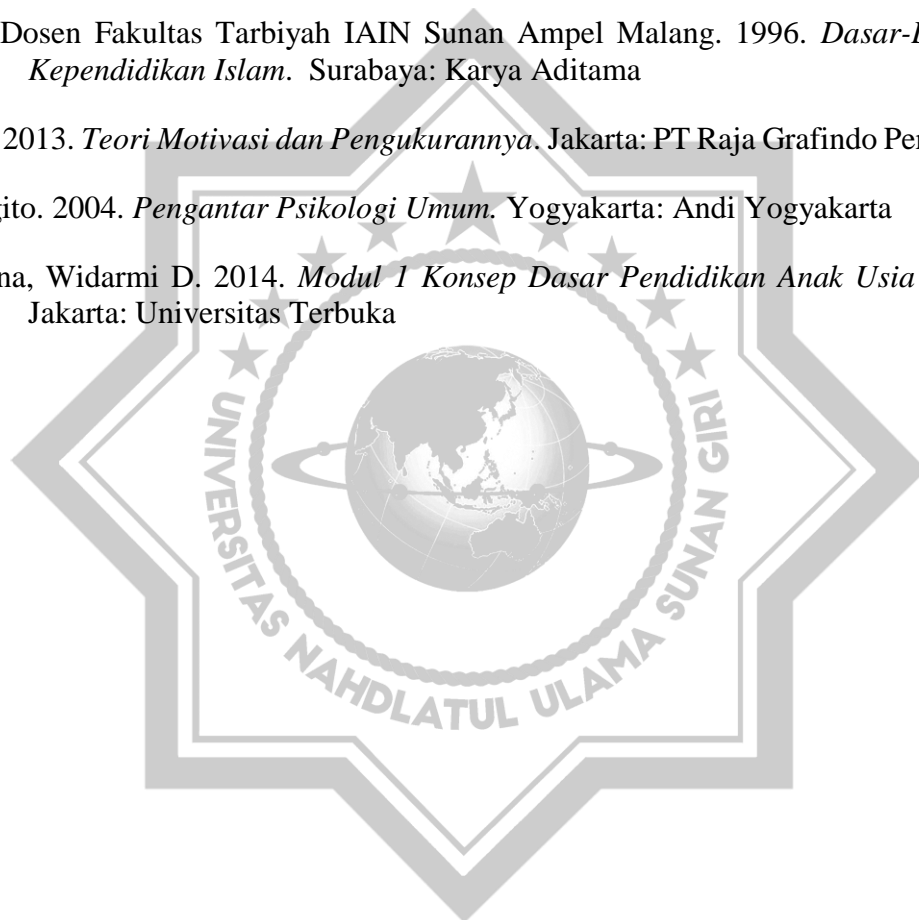 Dosen Fakultas Tarbiyah IAIN Sunan Ampel Malang. 1996. Dasar-
Kependidikan Islam. Surabaya: Karya Aditama
2013. Teori Motivasi dan Pengukurannya. Jakarta: PT Raja Grafindo
gito. 2004. Pengantar Psikologi Umum. Yogyakarta: Andi Yogyakarta
na, Widarmi D. 2014. Modul 1 Konsep Dasar Pendidikan Anak Usia
Jakarta: Universitas Terbuka
UNIVERSITAS NAHDLATUL ULAMA SUNAN GIRI